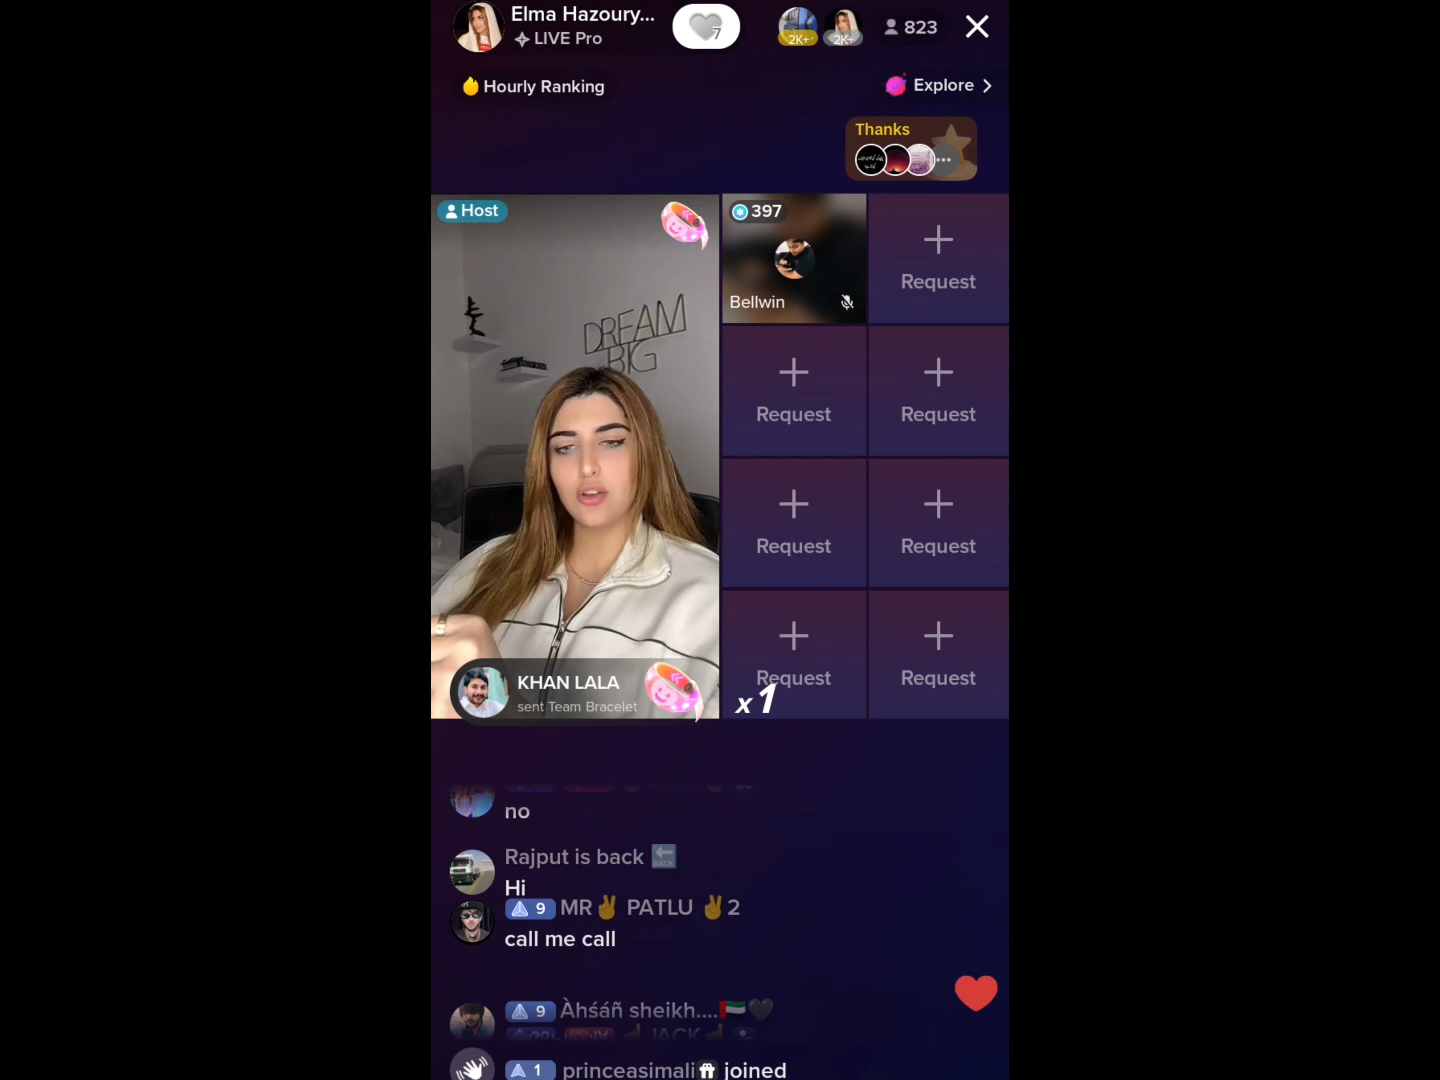 Elma Hazoury...
LIVE Pro
7
2K+
2K+
823
Hourly Ranking
Explore
Thanks
Host
397
Bellwin
Request
DREAM
BIG
Request
Request
Request
Request
Request
Request
KHAN LALA
sent Team Bracelet
x1
no
Rajput is back 🔙
Hi
9 MR✌ PATLU ✌2
call me call
9 Àhśáñ sheikh....🇦🇪🖤
JACK
1 princeasimali joined